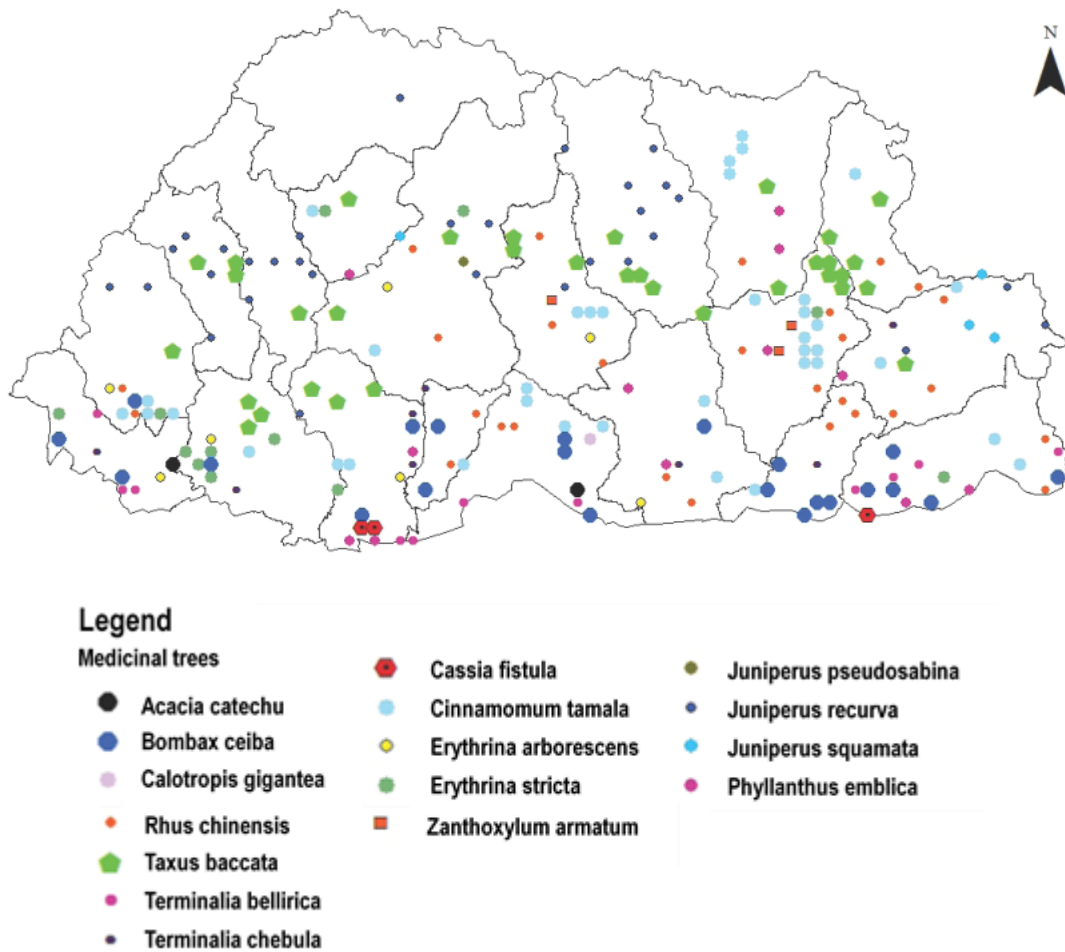 N
Legend
Medicinal trees
Acacia catechu
Bombax ceiba
Calotropis gigantea
Rhus chinensis
Taxus baccata
Terminalia bellirica
Terminalia chebula
Cassia fistula
Cinnamomum tamala
Erythrina arborescens
Erythrina stricta
Zanthoxylum armatum
Juniperus pseudosabina
Juniperus recurva
Juniperus squamata
Phyllanthus emblica